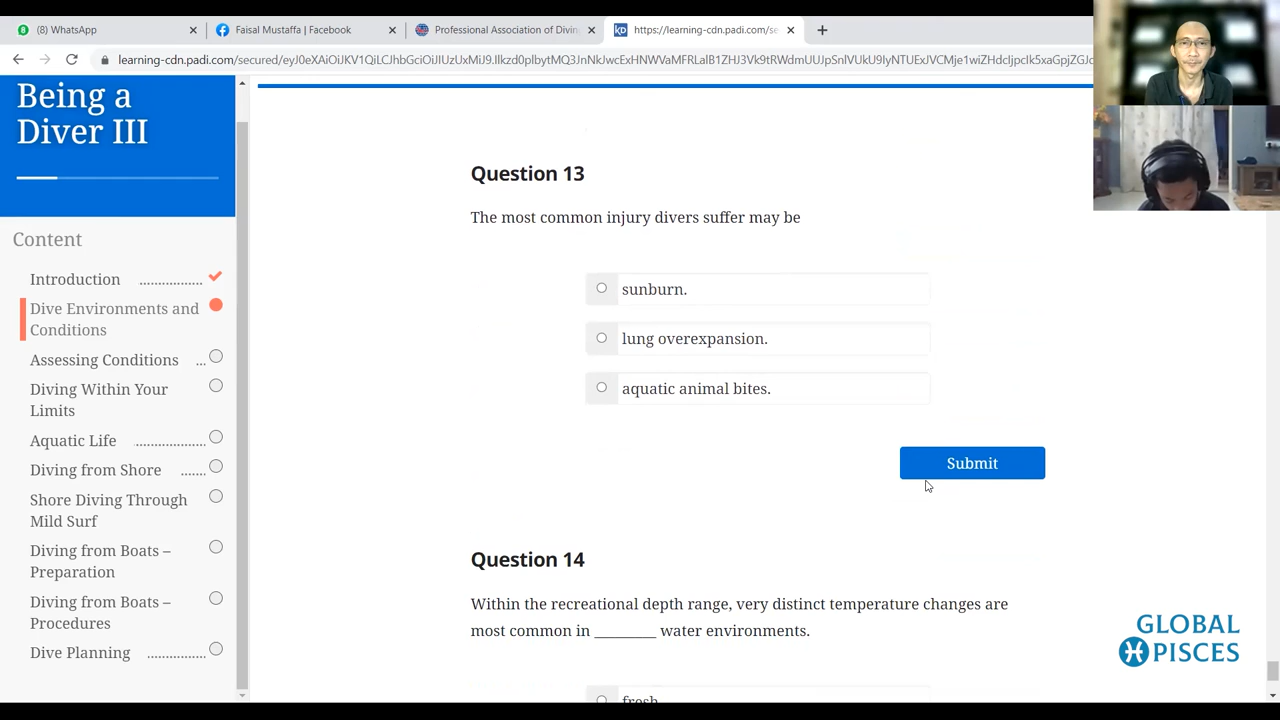 (8) WhatsApp
Faisal Mustaffa | Facebook
Professional Association of Diving
https://learning-cdn.padi.com/se
Being a
Diver III
Content
Introduction ..................
Dive Environments and
Conditions
Assessing Conditions ...
Diving Within Your
Limits
Aquatic Life ....................
Diving from Shore .......
Shore Diving Through
Mild Surf
Diving from Boats –
Preparation
Diving from Boats –
Procedures
Dive Planning .................
Question 13
The most common injury divers suffer may be
sunburn.
lung overexpansion.
aquatic animal bites.
Submit
Question 14
Within the recreational depth range, very distinct temperature changes are
most common in ________ water environments.
fresh
GLOBAL
PISCES